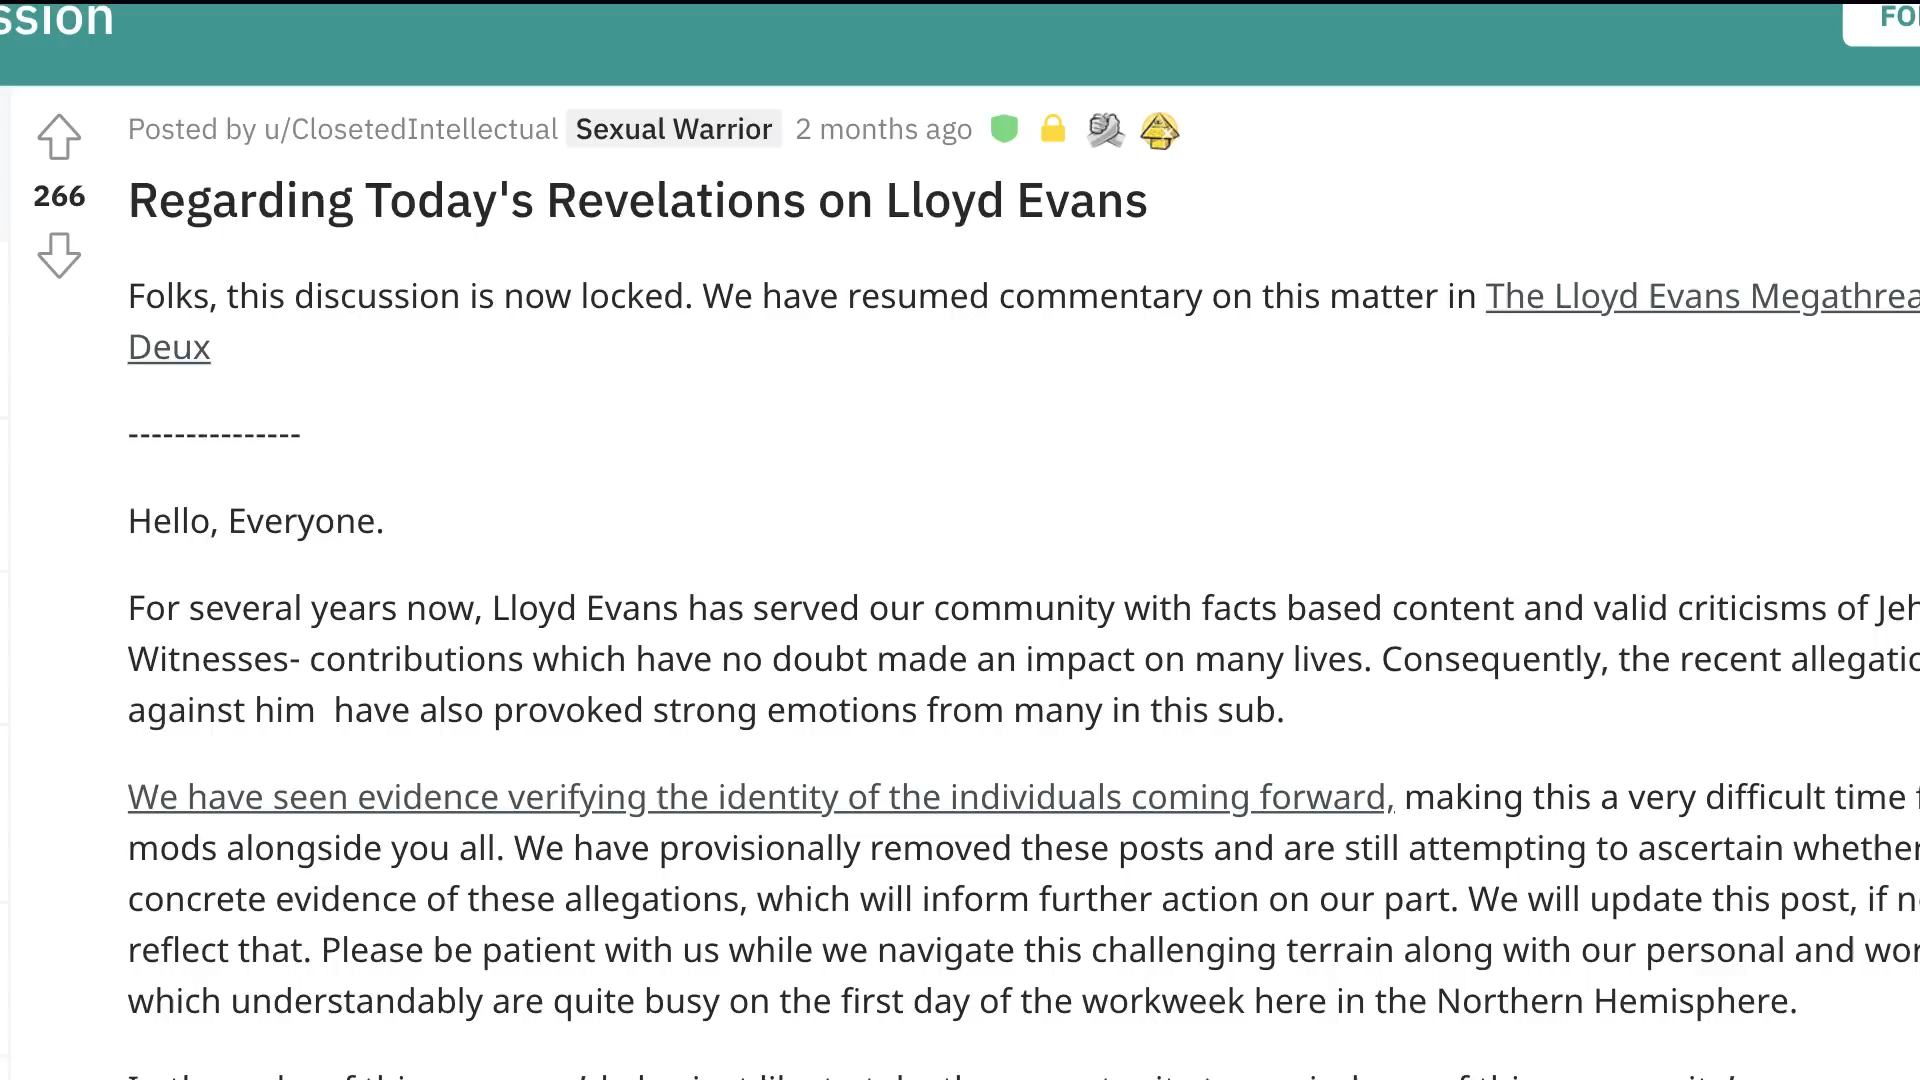 ssion
FO
Posted by u/ClosetedIntellectual Sexual Warrior 2 months ago
266
Regarding Today's Revelations on Lloyd Evans
Folks, this discussion is now locked. We have resumed commentary on this matter in The Lloyd Evans Megathrea
Deux
---------------
Hello, Everyone.
For several years now, Lloyd Evans has served our community with facts based content and valid criticisms of Jeh
Witnesses- contributions which have no doubt made an impact on many lives. Consequently, the recent allegatio
against him have also provoked strong emotions from many in this sub.
We have seen evidence verifying the identity of the individuals coming forward, making this a very difficult time f
mods alongside you all. We have provisionally removed these posts and are still attempting to ascertain whether
concrete evidence of these allegations, which will inform further action on our part. We will update this post, if n
reflect that. Please be patient with us while we navigate this challenging terrain along with our personal and wor
which understandably are quite busy on the first day of the workweek here in the Northern Hemisphere.